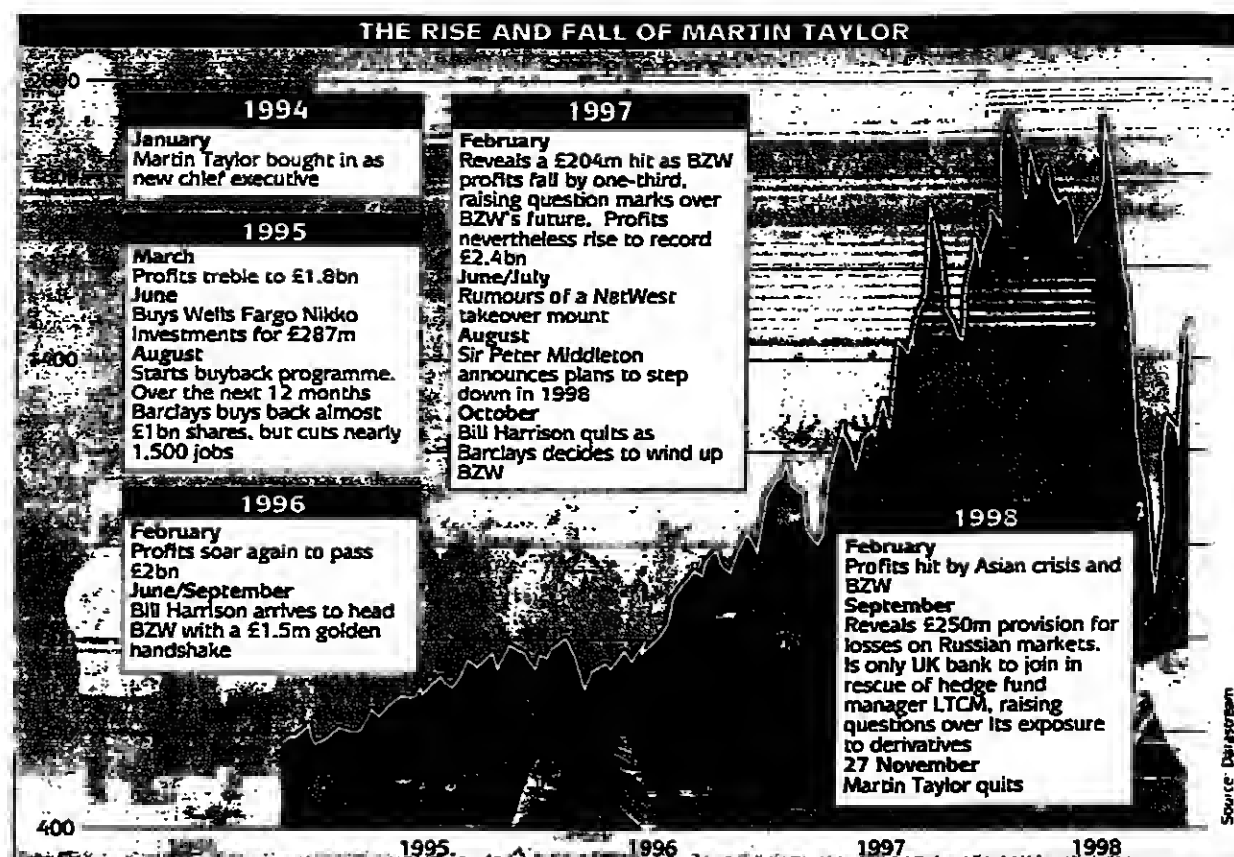 THE RISE AND FALL OF MARTIN TAYLOR
1994
January
Martin Taylor bought in as
new chief executive
1995
March
Profits treble to £1.8bn
June
Buys Wells Fargo Nikko
Investments for £287m
August
Starts buyback programme.
Over the next 12 months
Barclays buys back almost
£1bn shares, but cuts nearly
1,500 jobs
1996
February
Profits soar again to pass
£2bn
June/September
Bill Harrison arrives to head
BZW with a £1.5m golden
handshake
1997
February
Reveals a £204m hit as BZW
profits fall by one-third,
raising question marks over
BZW's future. Profits
nevertheless rise to record
£2.4bn
June/July
Rumours of a NatWest
takeover mount
August
Sir Peter Middleton
announces plans to step
down in 1998
October
Bill Harrison quits as
Barclays decides to wind up
BZW
1998
February
Profits hit by Asian crisis and
BZW
September
Reveals £250m provision for
losses on Russian markets.
Is only UK bank to join in
rescue of hedge fund
manager LTCM, raising
questions over its exposure
to derivatives
27 November
Martin Taylor quits
400
1995
1996
1997
1998
Source: Datastream